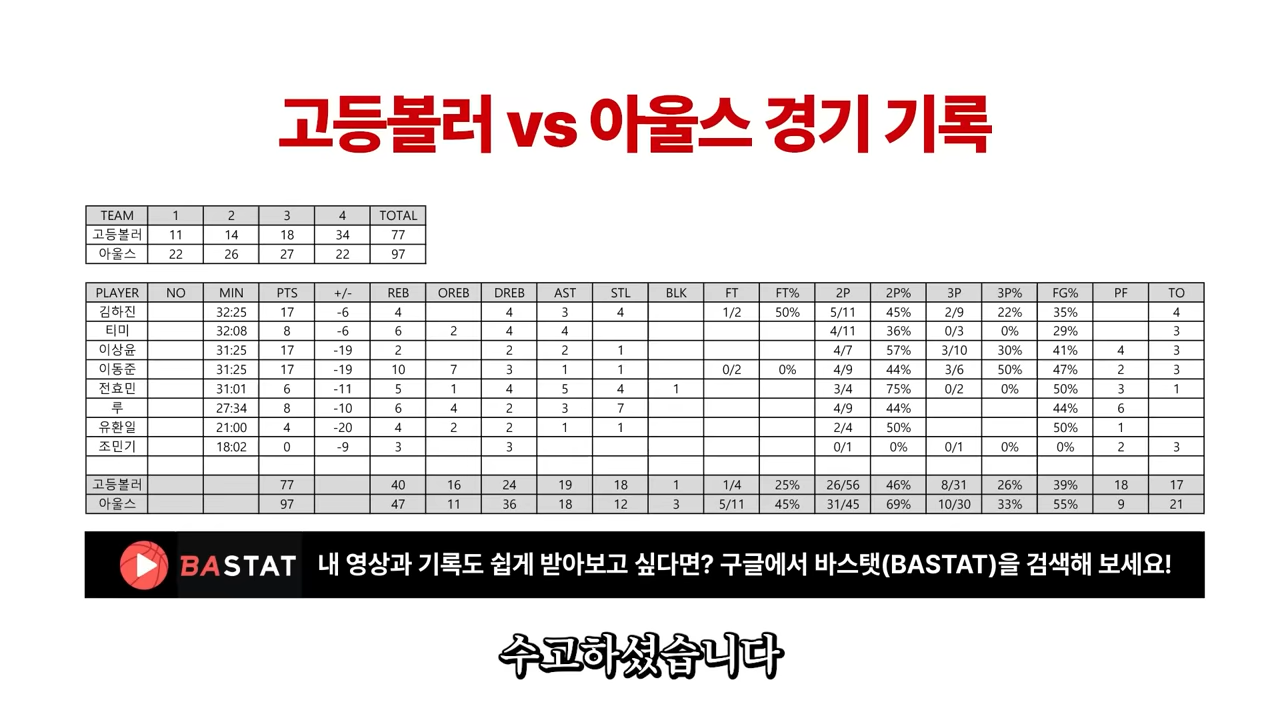 고등볼러 vs 아울스 경기 기록
TEAM 1 2 3 4 TOTAL
고등볼러 11 14 18 34 77
아울스 22 26 27 22 97
PLAYER NO MIN PTS +/- REB OREB DREB AST STL BLK FT FT% 2P 2P% 3P 3P% FG% PF TO
김하진 32:25 17 -6 4 4 3 4 1/2 50% 5/11 45% 2/9 22% 35% 4
티미 32:08 8 -6 6 2 4 4 4/11 36% 0/3 0% 29% 3
이상윤 31:25 17 -19 2 2 2 1 4/7 57% 3/10 30% 41% 4 3
이동준 31:25 17 -19 10 7 3 1 1 0/2 0% 4/9 44% 3/6 50% 47% 2 3
전효민 31:01 6 -11 5 1 4 5 4 1 3/4 75% 0/2 0% 50% 3 1
루 27:34 8 -10 6 4 2 3 7 4/9 44% 44% 6
유환일 21:00 4 -20 4 2 2 1 1 2/4 50% 50% 1
조민기 18:02 0 -9 3 3 0/1 0% 0/1 0% 0% 2 3
고등볼러 77 40 16 24 19 18 1 1/4 25% 26/56 46% 8/31 26% 39% 18 17
아울스 97 47 11 36 18 12 3 5/11 45% 31/45 69% 10/30 33% 55% 9 21
BASTAT 내 영상과 기록도 쉽게 받아보고 싶다면? 구글에서 바스탯(BASTAT)을 검색해 보세요!
수고하셨습니다